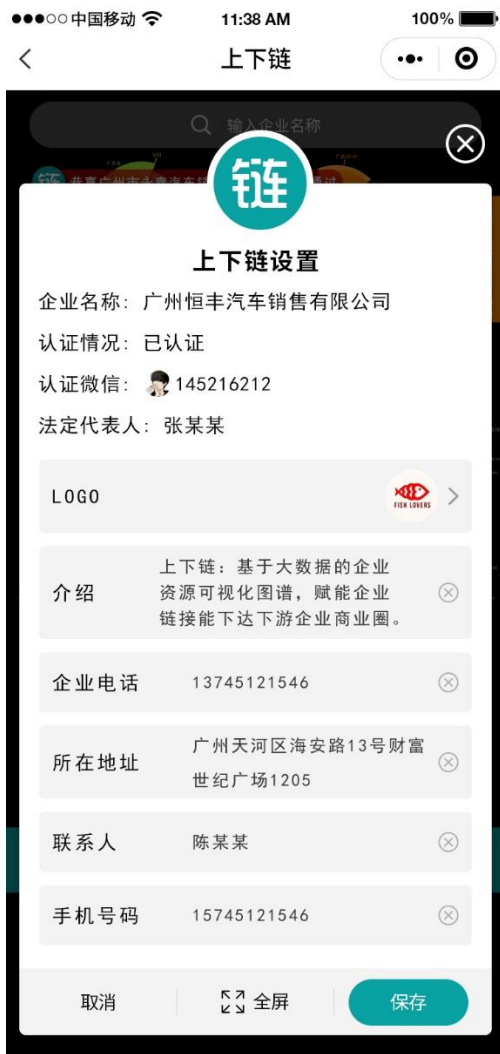 中国移动 11:38 AM 100%
上下链
输入企业名称
链
上下链设置
企业名称: 广州恒丰汽车销售有限公司
认证情况: 已认证
认证微信: 145216212
法定代表人: 张某某
LOGO
FISH LOVERS
介绍
上下链: 基于大数据的企业
资源可视化图谱, 赋能企业
链接能下达下游企业商业圈。
企业电话 13745121546
所在地址
广州天河区海安路13号财富
世纪广场1205
联系人 陈某某
手机号码 15745121546
取消 全屏 保存